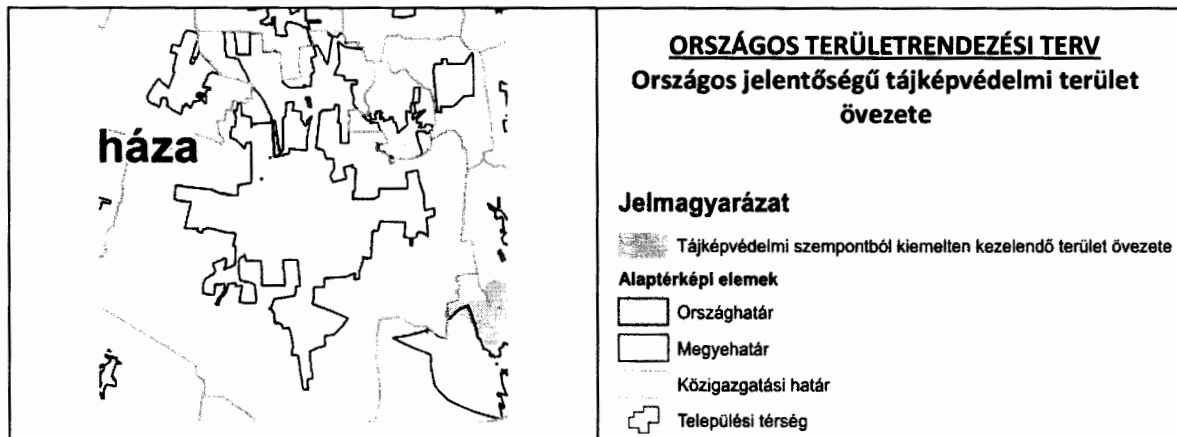 háza
ORSZÁGOS TERÜLETRENDEZÉSI TERV
Országos jelentőségű tájképvédelmi terület
övezete
Jelmagyarázat
Tájképvédelmi szempontból kiemelten kezelendő terület övezete
Alaptérképi elemek
Országhatár
Megyehatár
Közigazgatási határ
Települési térség